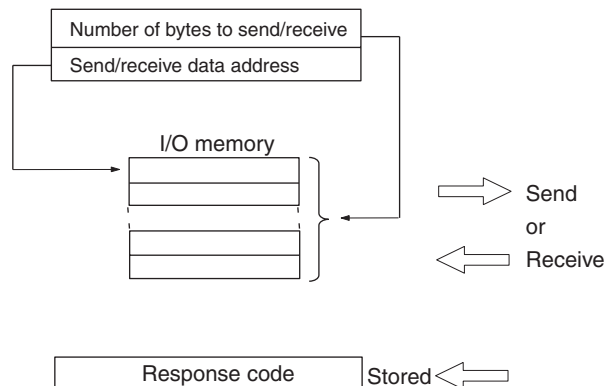 Number of bytes to send/receive
Send/receive data address
I/O memory
Send
or
Receive
Response code
Stored